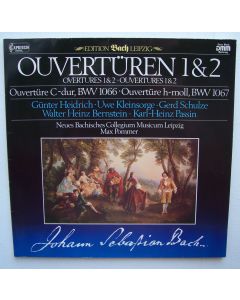 CAPRICCIO
EDITION Bach LEIPZIG
dmm
OUVERTÜREN 1&2
OVERTURES 1&2 · OUVERTURES 1&2
Ouvertüre C-dur, BWV 1066 · Ouvertüre h-moll, BWV 1067
Günter Heidrich · Uwe Kleinsorge · Gerd Schulze
Walter Heinz Bernstein · Karl-Heinz Passin
Neues Bachisches Collegium Musicum Leipzig
Max Pommer
Johann Sebastian Bach.